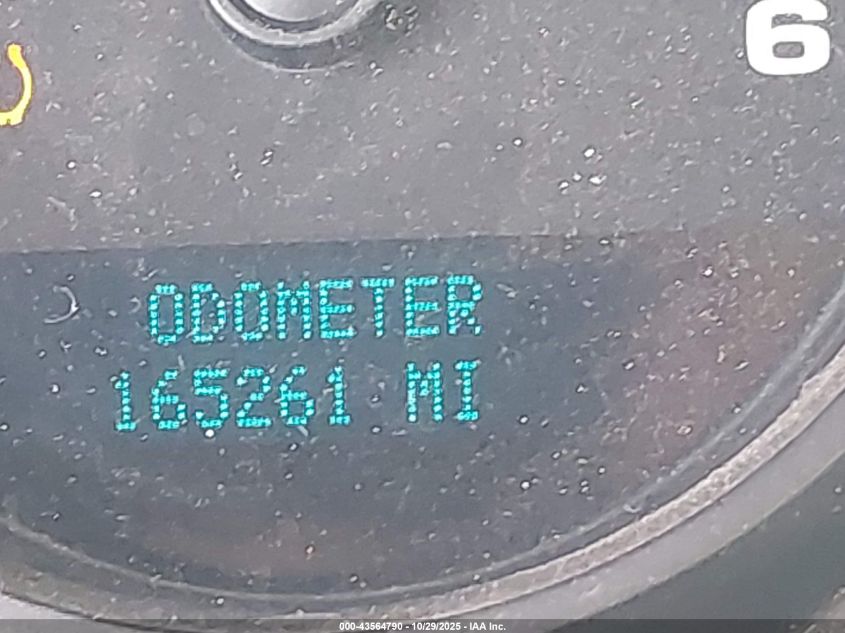 6
ODOMETER
165261 MI
000-43564790 - 10/29/2025 - IAA Inc.